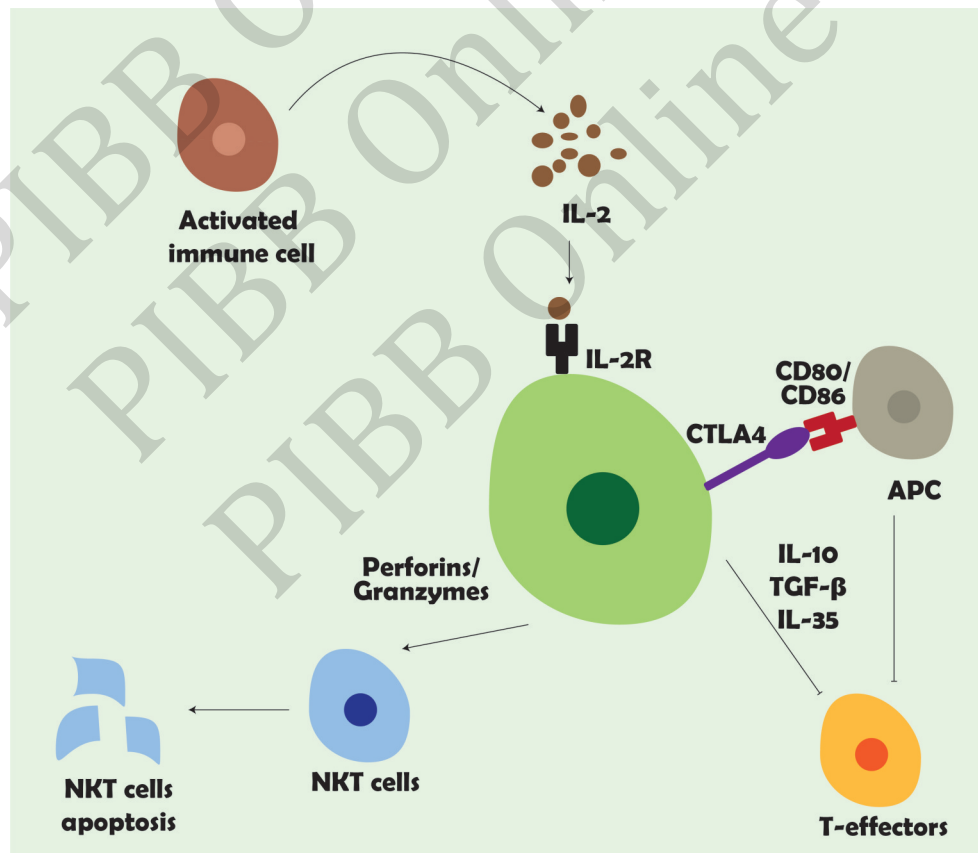 PIBB Online
PIBB Online
PIBB Online
Activated
immune cell
IL-2
IL-2R
CD80/
CD86
CTLA4
APC
Perforins/
Granzymes
IL-10
TGF-β
IL-35
NKT cells
apoptosis
NKT cells
T-effectors